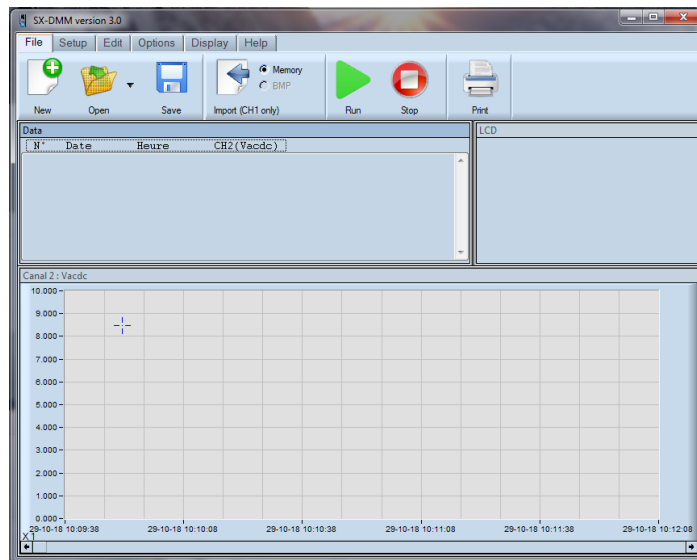 SX-DMM version 3.0
File Setup Edit Options Display Help
Memory
BMP
New Open Save Import (CH1 only) Run Stop Print
Data
LCD
N° Date Heure CH2(Vacdc)
Canal 2 : Vacdc
10.000
9.000
8.000
7.000
6.000
5.000
4.000
3.000
2.000
1.000
0.000
29-10-18 10:09:38 29-10-18 10:10:08 29-10-18 10:10:38 29-10-18 10:11:08 29-10-18 10:11:38 29-10-18 10:12:08
X 1